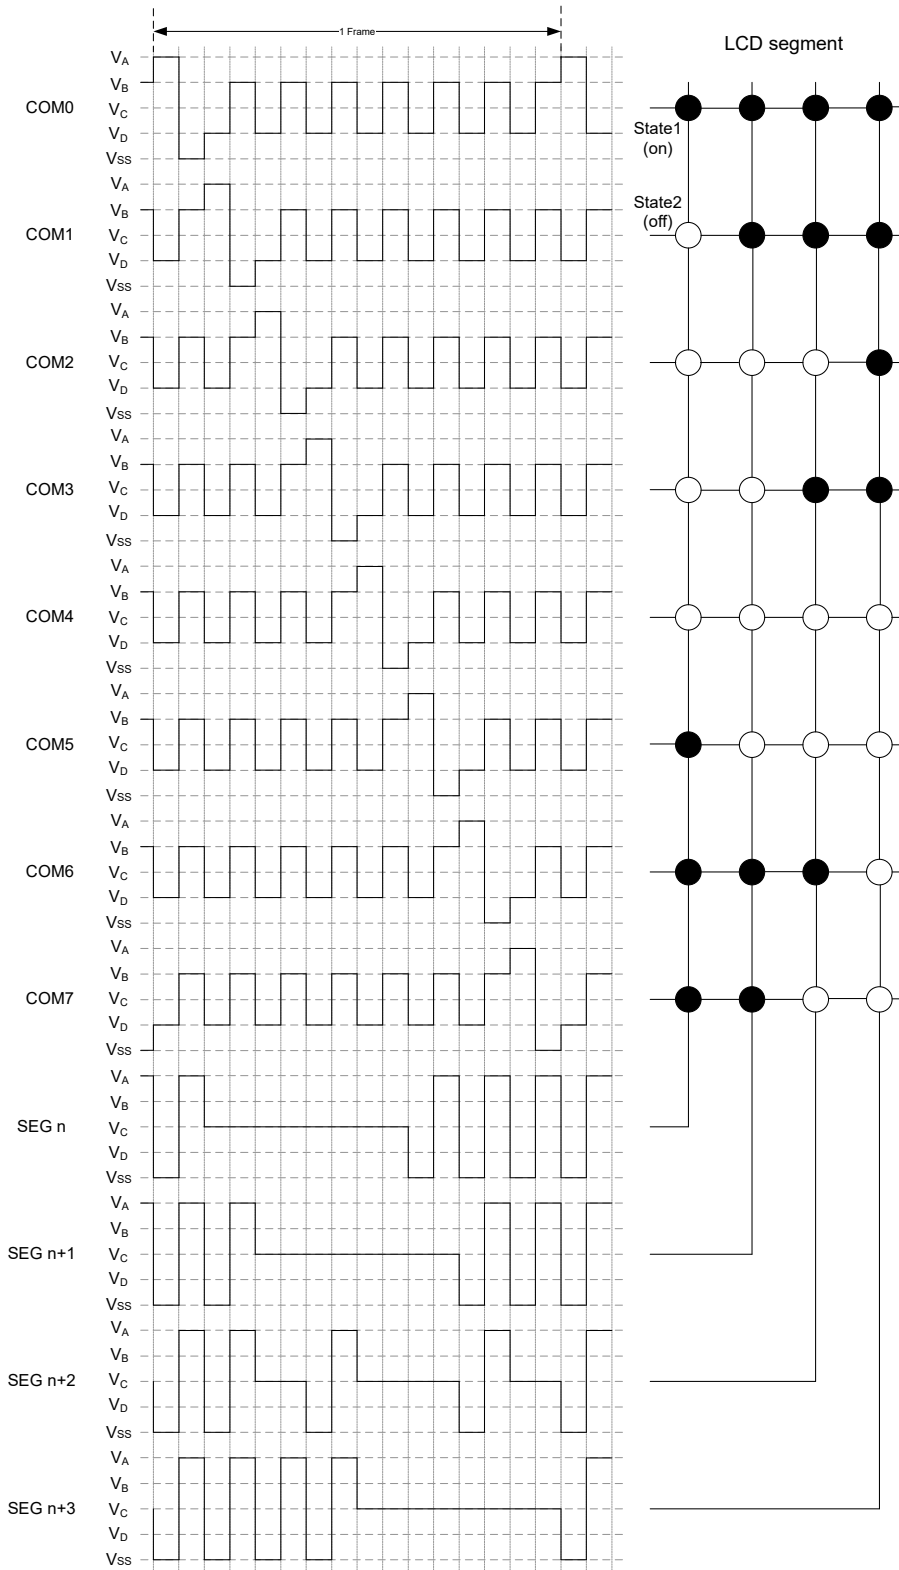 1 Frame
LCD segment
VA
VB
COM0
VC
VD
VSS
State1
(on)
VA
State2
(off)
VB
COM1
VC
VD
VSS
VA
VB
COM2
VC
VD
VSS
VA
VB
COM3
VC
VD
VSS
VA
VB
COM4
VC
VD
VSS
VA
VB
COM5
VC
VD
VSS
VA
VB
COM6
VC
VD
VSS
VA
VB
COM7
VC
VD
VSS
VA
VB
SEG n
VC
VD
VSS
VA
VB
SEG n+1
VC
VD
VSS
VA
VB
SEG n+2
VC
VD
VSS
VA
VB
SEG n+3
VC
VD
VSS